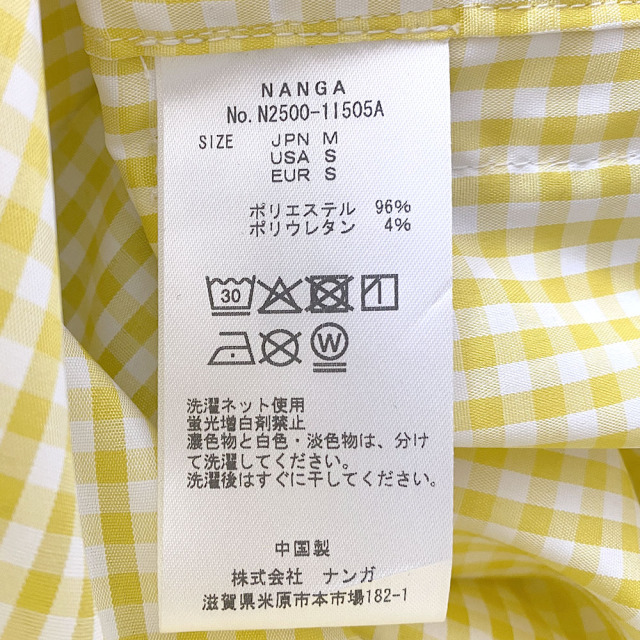 NANGA
No.N2500-1I505A
SIZE JPN M
USA S
EUR S
ポリエステル 96%
ポリウレタン 4%
30
W
洗濯ネット使用
蛍光増白剤禁止
濃色物と白色・淡色物は、分け
て洗濯してください。
洗濯後はすぐに干してください。
中国製
株式会社 ナンガ
滋賀県米原市本市場182-1